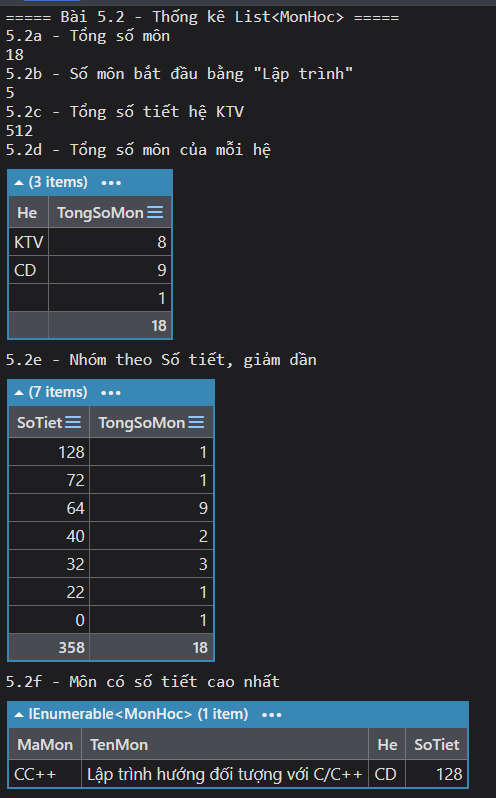 ===== Bài 5.2 - Thống kê List<MonHoc> =====
5.2a - Tổng số môn
18
5.2b - Số môn bắt đầu bằng "Lập trình"
5
5.2c - Tổng số tiết hệ KTV
512
5.2d - Tổng số môn của mỗi hệ
(3 items) •••
He TongSoMon
KTV 8
CD 9
1
18
5.2e - Nhóm theo Số tiết, giảm dần
(7 items) •••
SoTiet TongSoMon
128 1
72 1
64 9
40 2
32 3
22 1
0 1
358 18
5.2f - Môn có số tiết cao nhất
IEnumerable<MonHoc> (1 item) •••
MaMon TenMon He SoTiet
CC++ Lập trình hướng đối tượng với C/C++ CD 128